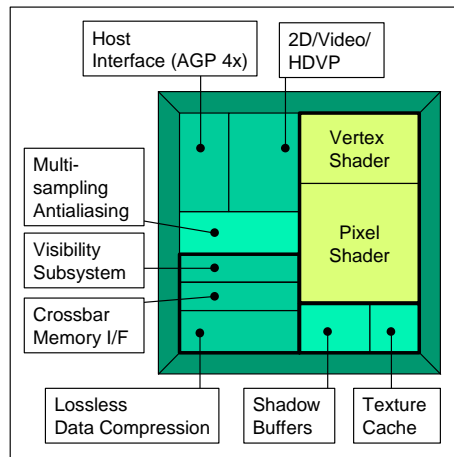 Host
Interface (AGP 4x)
2D/Video/
HDVP
Multi-
sampling
Antialiasing
Vertex
Shader
Pixel
Shader
Visibility
Subsystem
Crossbar
Memory I/F
Lossless
Data Compression
Shadow
Buffers
Texture
Cache